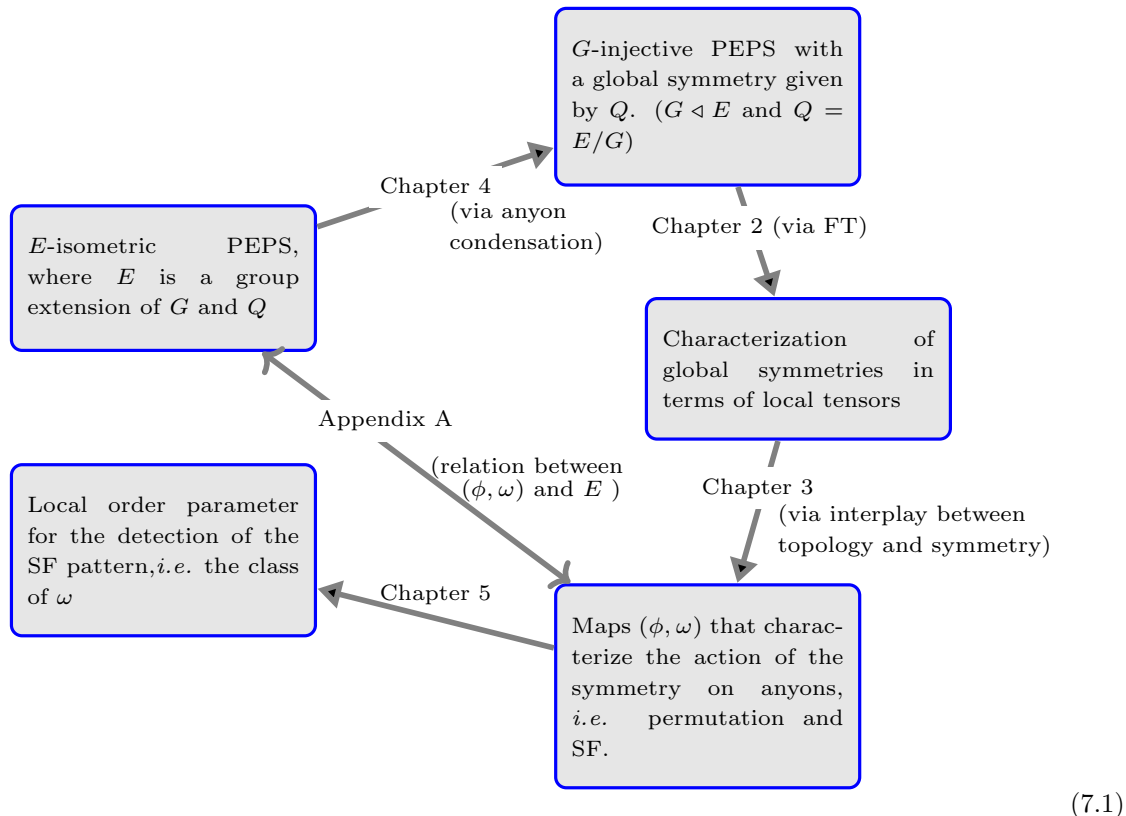 G-injective PEPS with
a global symmetry given
by Q. (G ◃ E and Q =
E/G)
Chapter 4
(via anyon
condensation)
Chapter 2 (via FT)
E-isometric PEPS,
where E is a group
extension of G and Q
Characterization of
global symmetries in
terms of local tensors
Appendix A
(relation between
(ϕ, ω) and E )
Chapter 3
(via interplay between
topology and symmetry)
Local order parameter
for the detection of the
SF pattern,i.e. the class
of ω
Chapter 5
Maps (ϕ, ω) that charac-
terize the action of the
symmetry on anyons,
i.e. permutation and
SF.
(7.1)